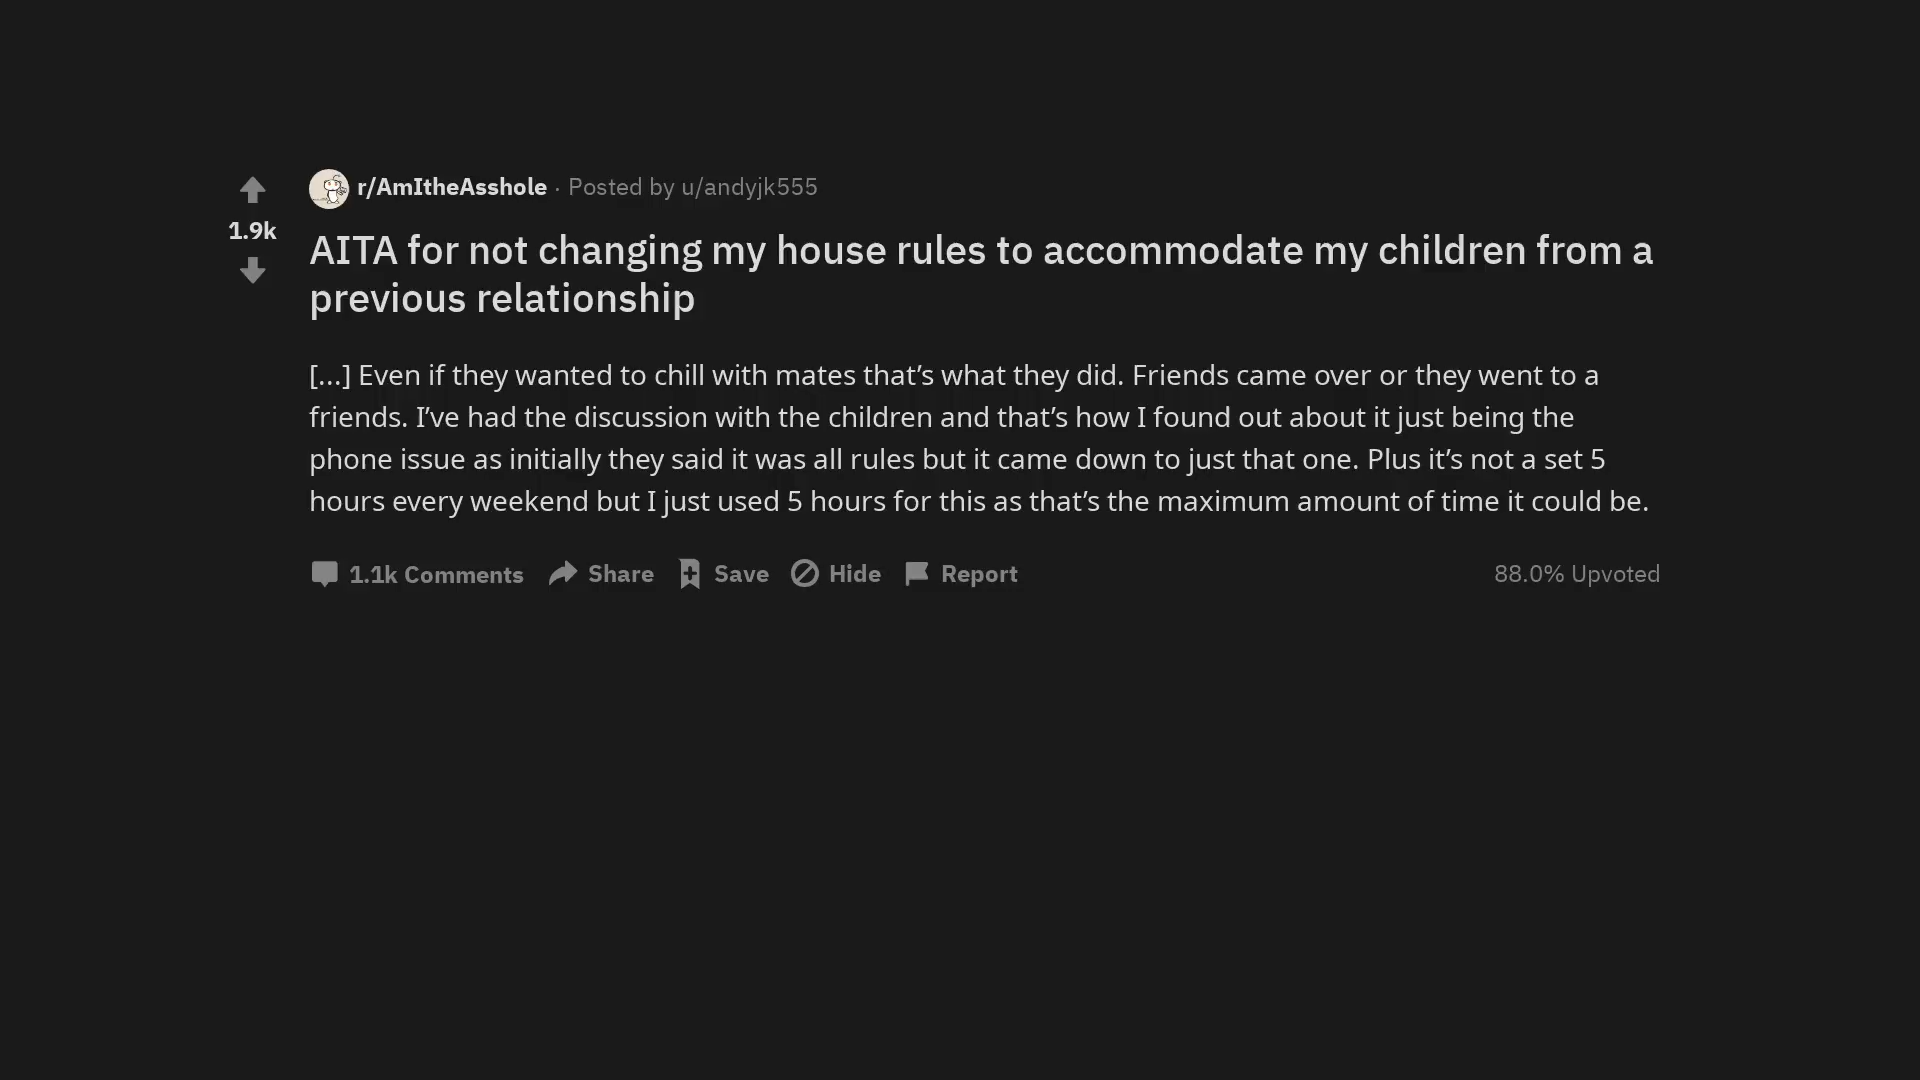 r/AmItheAsshole · Posted by u/andyjk555
1.9k
AITA for not changing my house rules to accommodate my children from a
previous relationship
[...] Even if they wanted to chill with mates that’s what they did. Friends came over or they went to a
friends. I’ve had the discussion with the children and that’s how I found out about it just being the
phone issue as initially they said it was all rules but it came down to just that one. Plus it’s not a set 5
hours every weekend but I just used 5 hours for this as that’s the maximum amount of time it could be.
1.1k Comments Share Save Hide Report 88.0% Upvoted